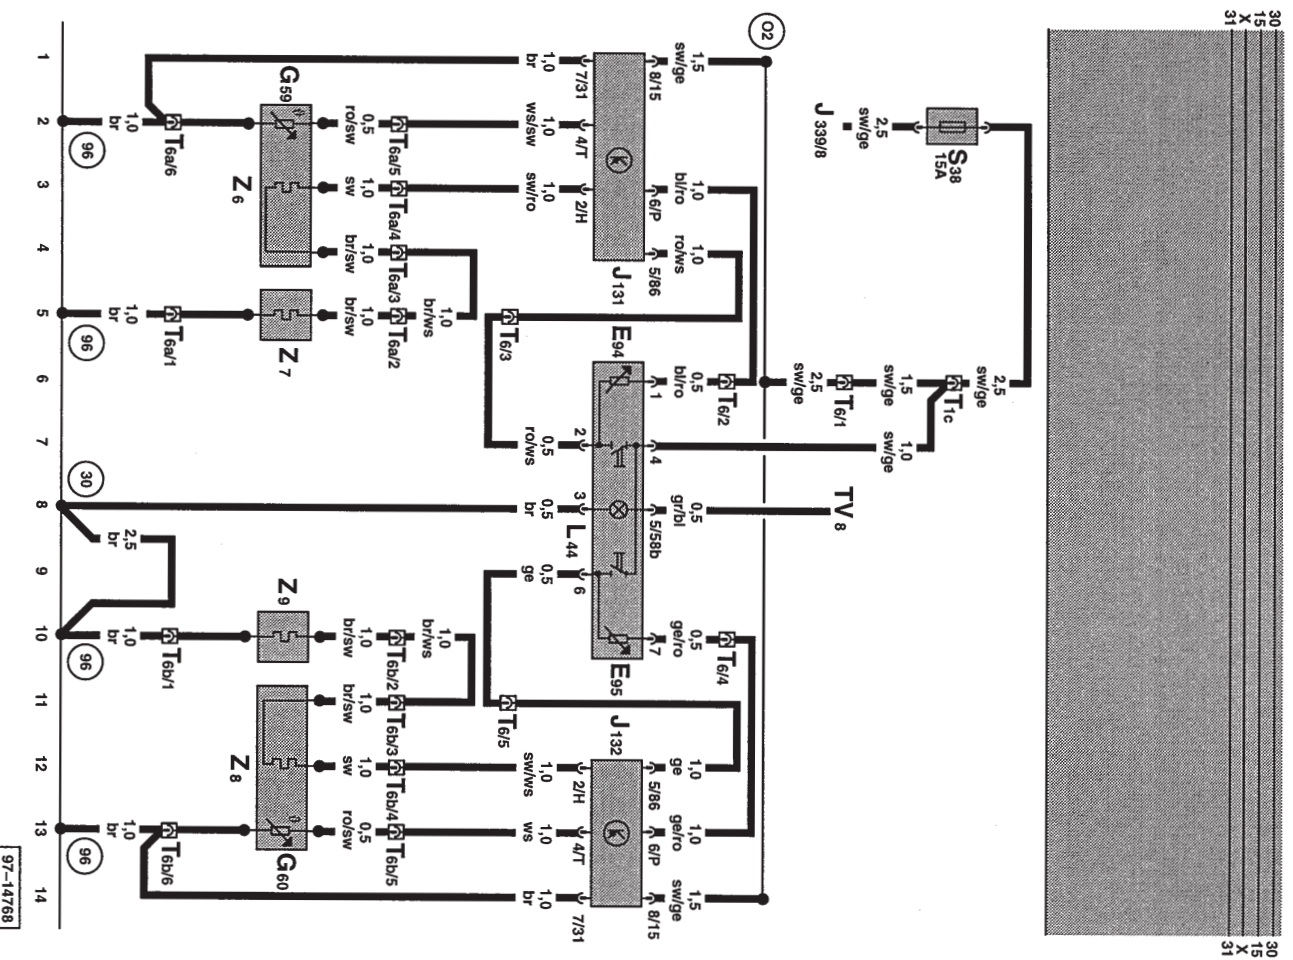 30 30
15 15
X X
31 31
2,5
sw/ge
T1c
S38
15A
1,5
sw/ge
1,0
sw/ge
2,5
sw/ge
T6/1
TV8
J339/8
2,5
sw/ge
02
T6/2
T6/4
1,5
sw/ge
1,0
bl/ro
1,0
ro/ws
0,5
bl/ro
0,5
gr/bl
0,5
ge/ro
1,0
ge
1,0
ge/ro
1,5
sw/ge
8/15
6/P
5/86
1
4
5/58b
7
5/86
6/P
8/15
k
J131
E94
E95
J132
k
7/31
4/T
2/H
2
3
L44
6
2/H
4/T
7/31
1,0
br
1,0
ws/sw
1,0
sw/ro
T6/3
0,5
ro/ws
0,5
br
0,5
ge
T6/5
1,0
sw/ws
1,0
ws
1,0
br
1,0
br/ws
1,0
br/ws
T6a/5
T6a/4
T6a/3
T6a/2
T6b/2
T6b/3
T6b/4
T6b/5
0,5
ro/sw
1,0
sw
1,0
br/sw
1,0
br/sw
1,0
br/sw
1,0
br/sw
1,0
sw
0,5
ro/sw
G59
Z6
Z7
Z9
Z8
G60
T6a/6
T6a/1
T6b/1
T6b/6
1,0
br
1,0
br
2,5
br
1,0
br
1,0
br
96
96
30
96
96
1 2 3 4 5 6 7 8 9 10 11 12 13 14
97–14768